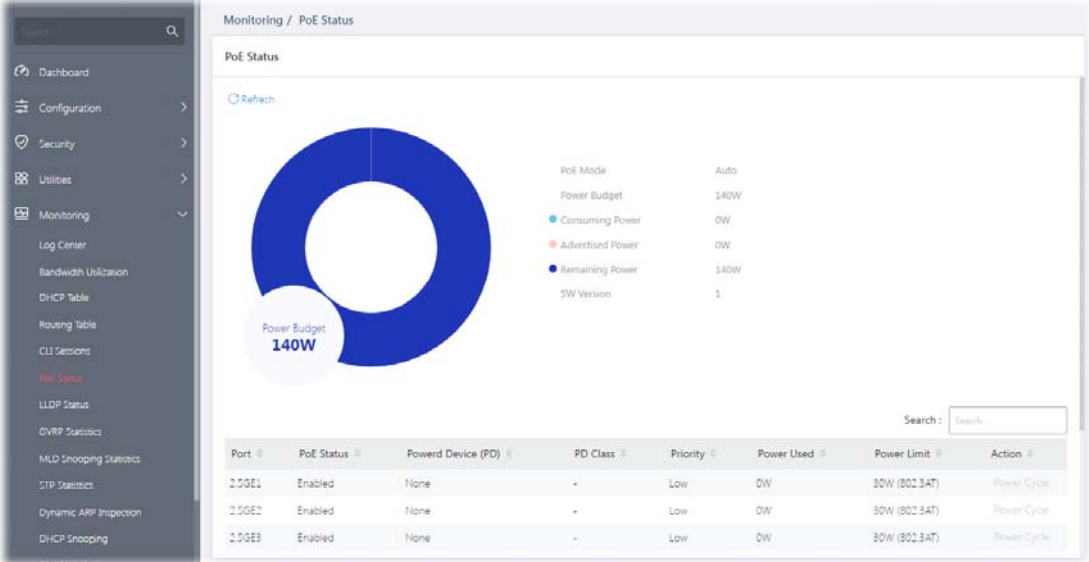 Search
Dashboard
Configuration
Security
Utilities
Monitoring
Log Center
Bandwidth Utilization
DHCP Table
Routing Table
CLI Sessions
PoE Status
LLDP Status
GVRP Statistics
MLD Snooping Statistics
STP Statistics
Dynamic ARP Inspection
DHCP Snooping
Monitoring / PoE Status
PoE Status
Refresh
PoE Mode Auto
Power Budget 140W
Consuming Power 0W
Advertised Power 0W
Remaining Power 140W
SW Version 1
Power Budget
140W
Search : Search
Port PoE Status Powerd Device (PD) PD Class Priority Power Used Power Limit Action
2.5GE1 Enabled None - Low 0W 30W (802.3AT) Power Cycle
2.5GE2 Enabled None - Low 0W 30W (802.3AT) Power Cycle
2.5GE3 Enabled None - Low 0W 30W (802.3AT) Power Cycle